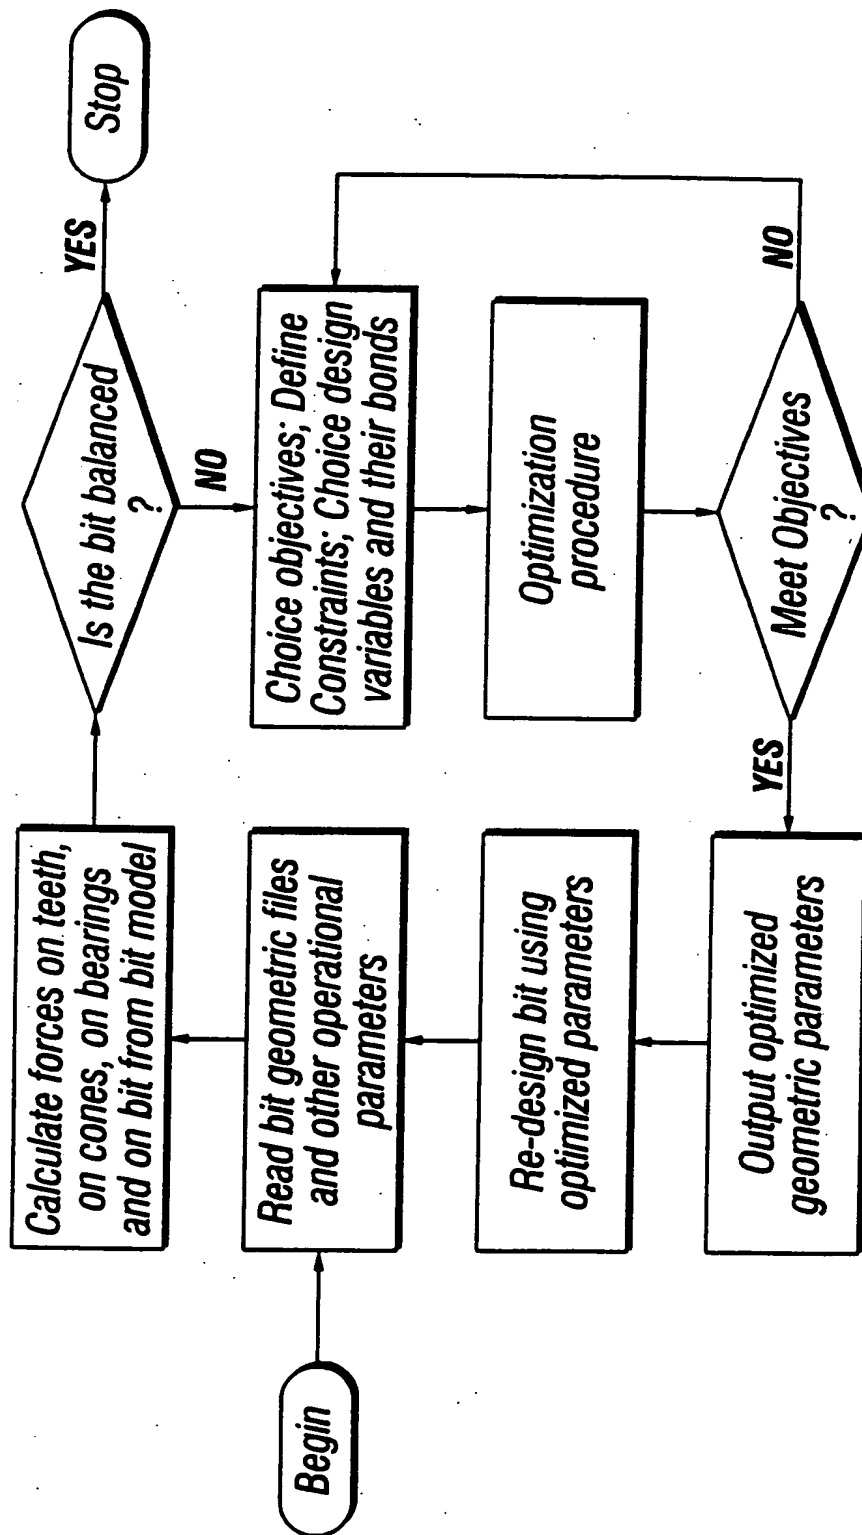 Begin
Read bit geometric files
and other operational
parameters
Calculate forces on teeth,
on cones, on bearings
and on bit from bit model
Is the bit balanced
?
YES
Stop
NO
Choice objectives; Define
Constraints; Choice design
variables and their bonds
Optimization
procedure
Meet Objectives
?
NO
YES
Output optimized
geometric parameters
Re-design bit using
optimized parameters